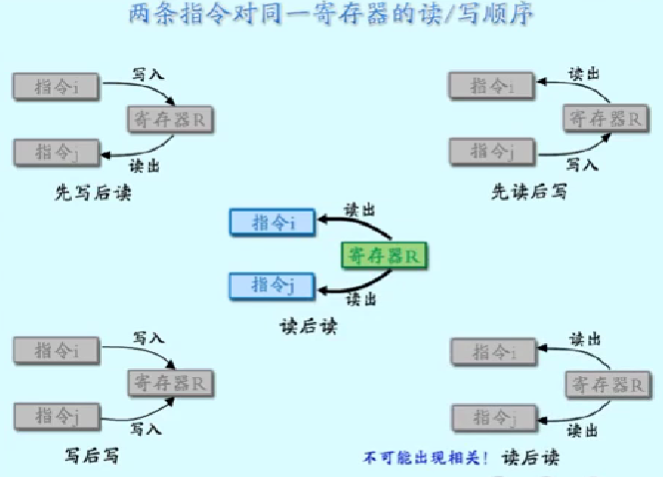 两条指令对同一寄存器的读/写顺序
指令i
写入
寄存器R
指令j
读出
先写后读
指令i
读出
寄存器R
指令j
写入
先读后写
指令i
读出
寄存器R
指令j
读出
读后读
指令i
写入
寄存器R
指令j
写入
写后写
指令i
读出
寄存器R
指令j
读出
不可能出现相关! 读后读